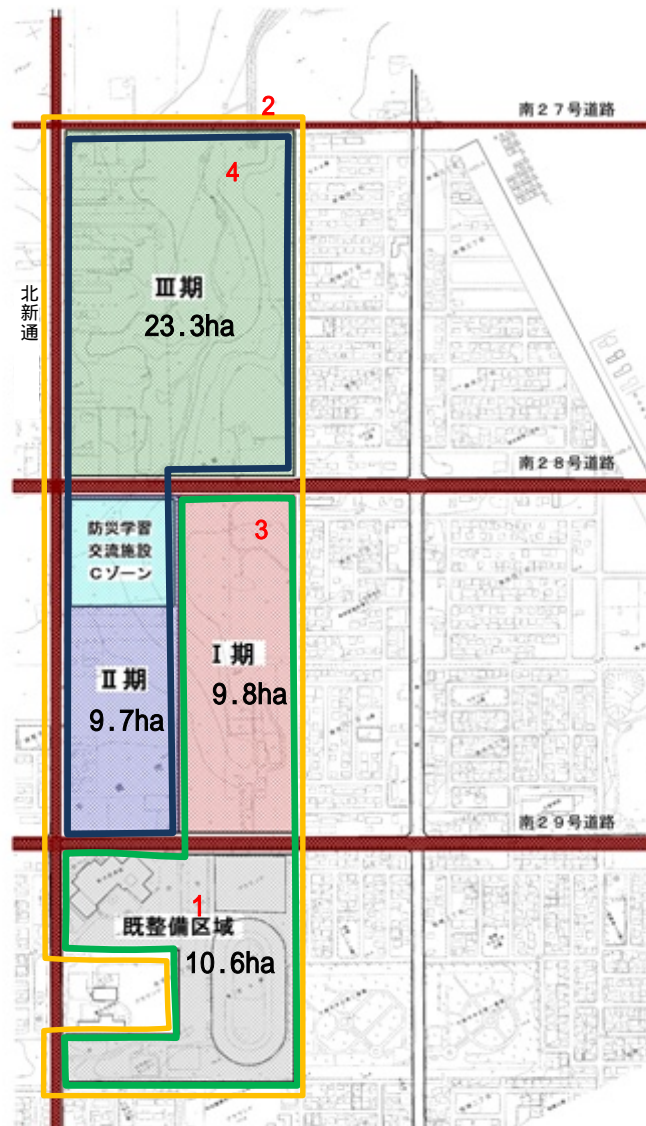 2
南27号道路
4
北新通
Ⅲ期
23.3ha
南28号道路
防災学習
交流施設
Cゾーン
3
Ⅰ期
9.8ha
Ⅱ期
9.7ha
南29号道路
1
既整備区域
10.6ha